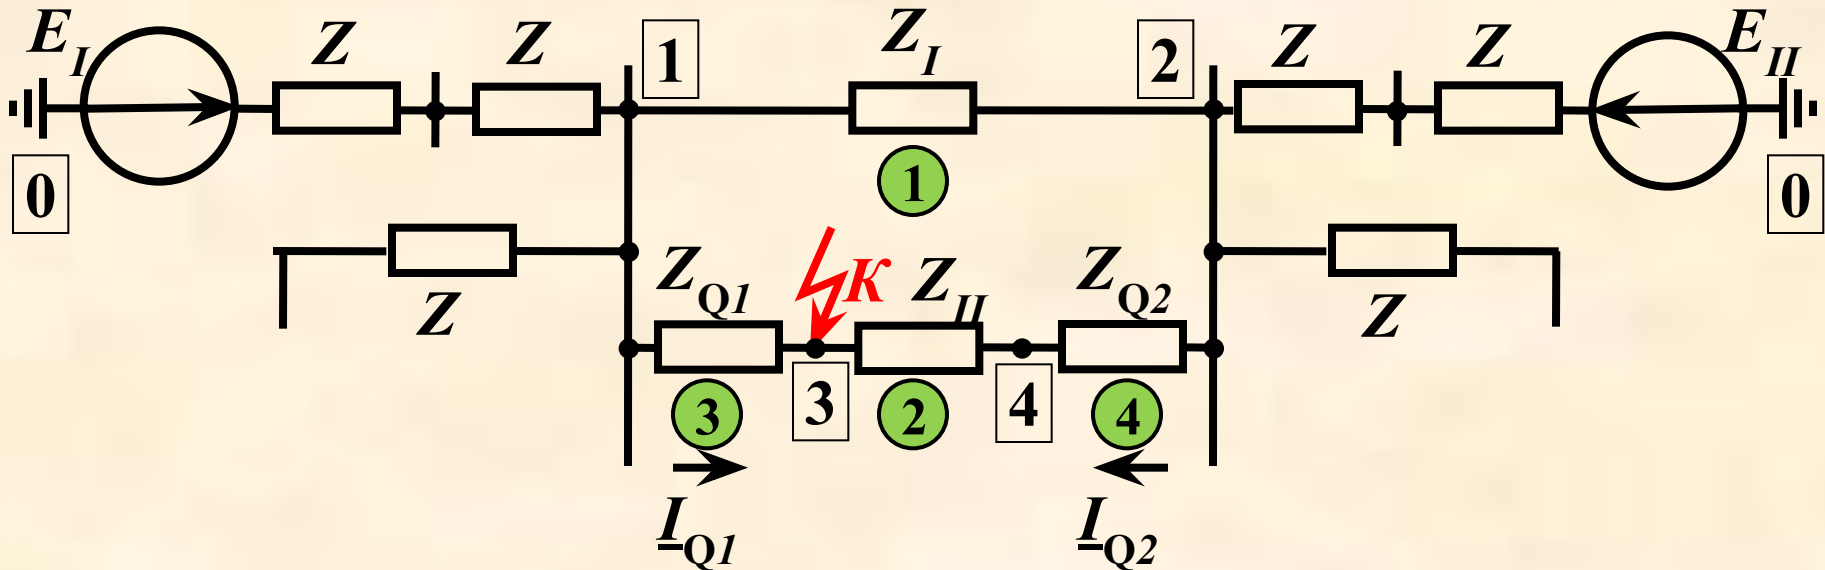 E_I Z Z 1 Z_I 2 Z Z E_II
0 1 0
Z Z_Q1 К Z_II Z_Q2 Z
3 3 2 4 4
I_Q1 I_Q2